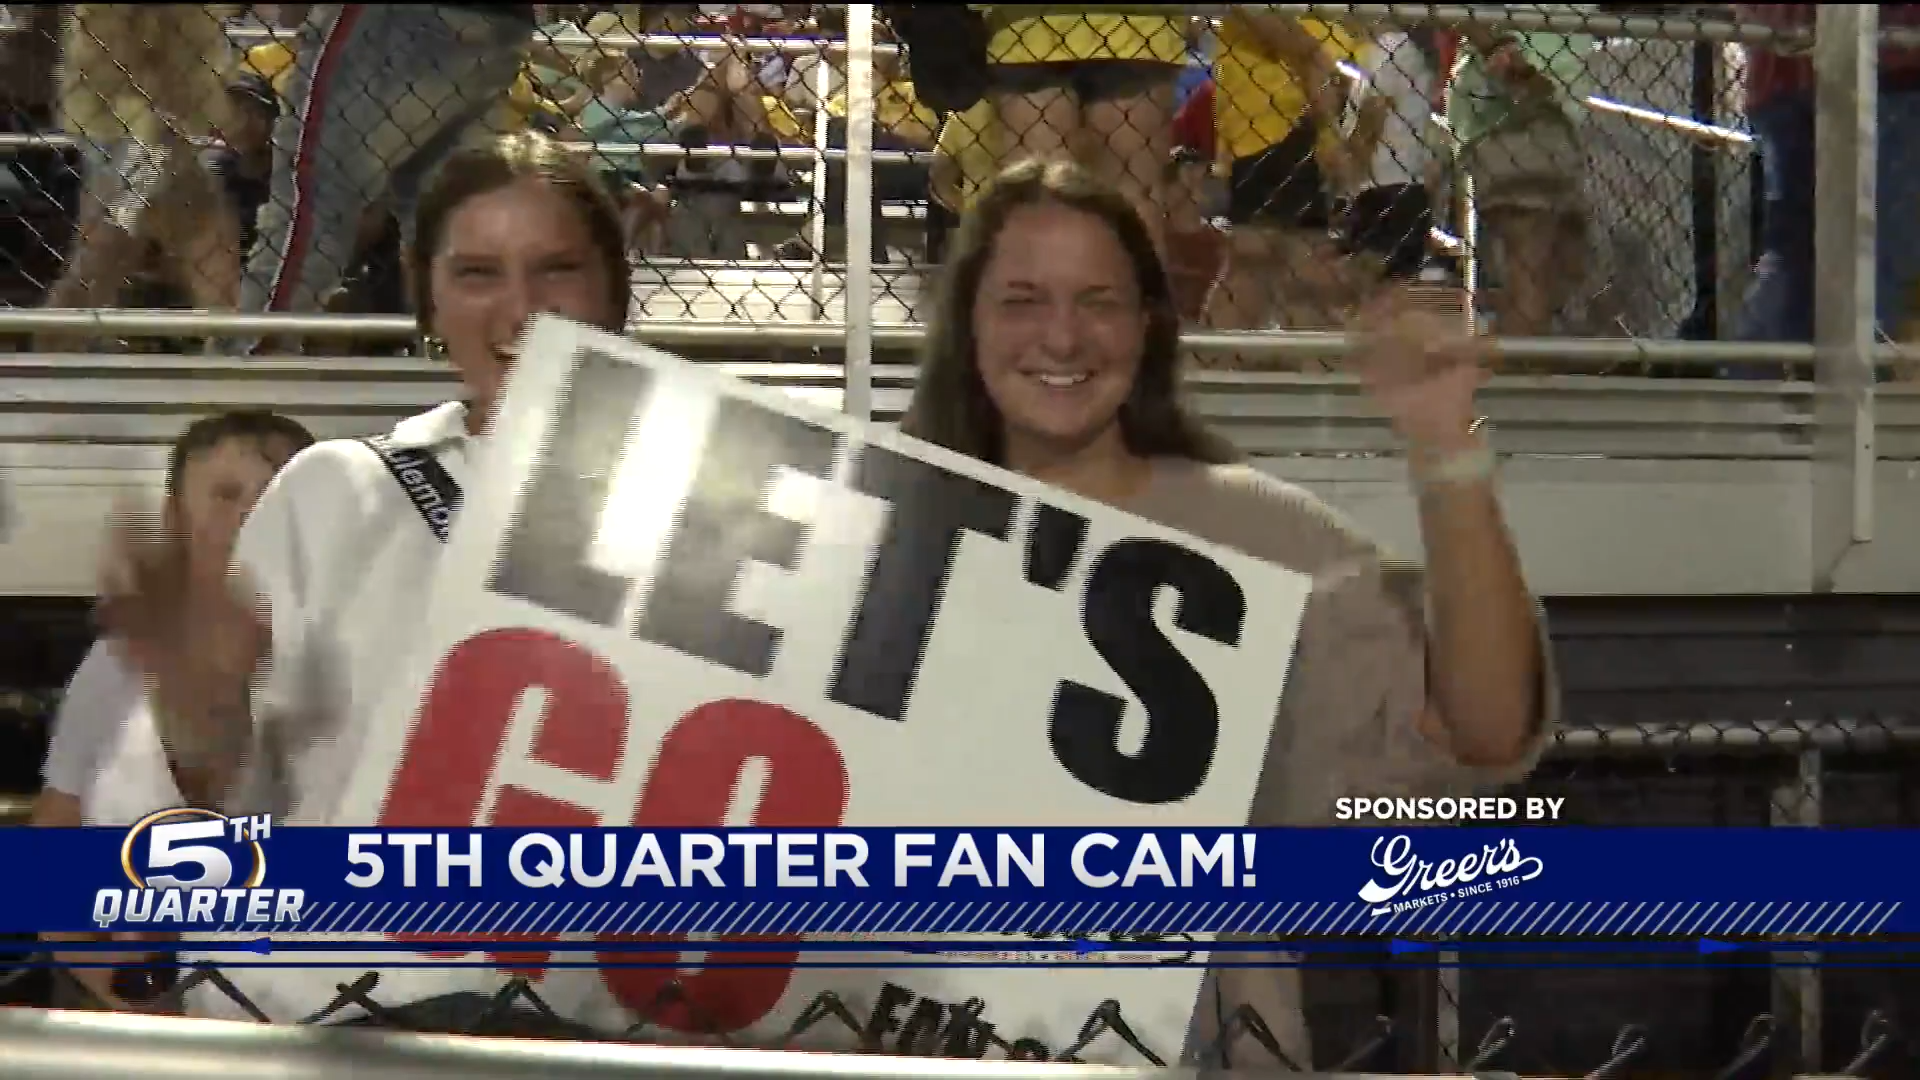 LET'S
GO
SPONSORED BY
5TH QUARTER
5TH QUARTER FAN CAM!
Greer's
MARKETS • SINCE 1916